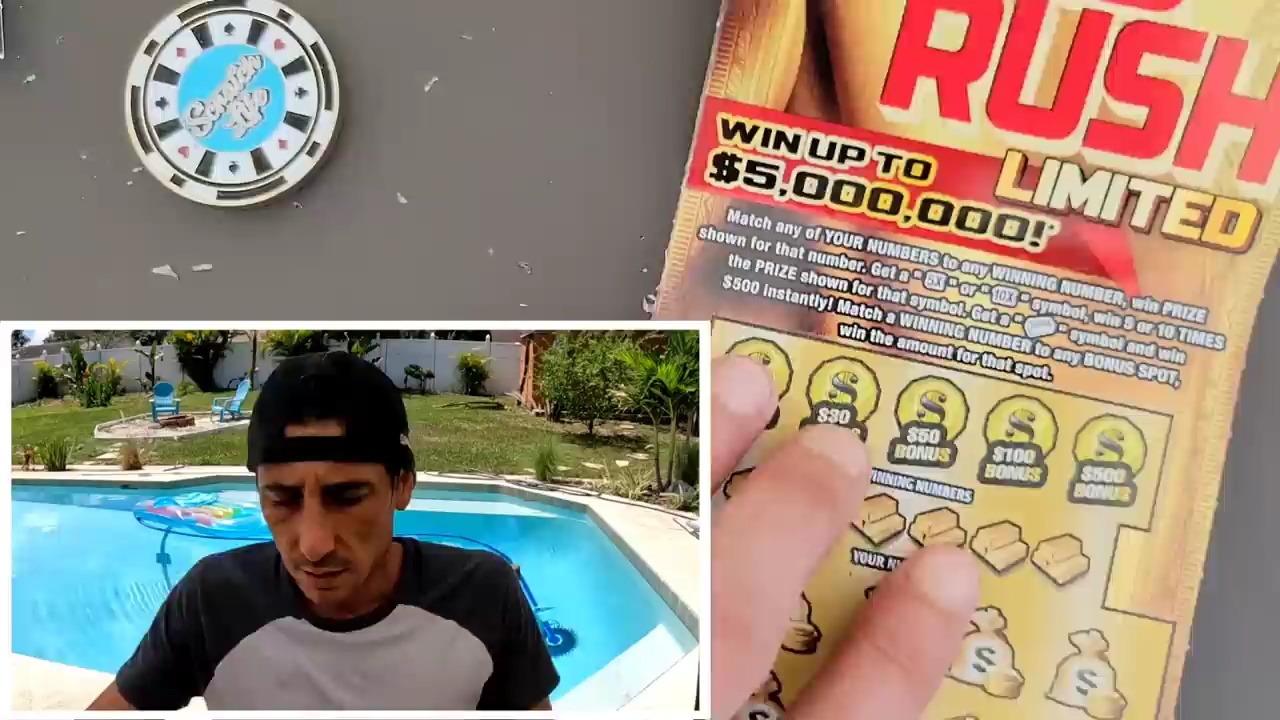 Scratch
RUSH
LIMITED
WIN UP TO
$5,000,000!
Match any of YOUR NUMBERS to any WINNING NUMBER, win PRIZE
shown for that number. Get a "5X" or "10X" symbol, win 5 or 10 TIMES
the PRIZE shown for that symbol. Get a " " symbol and win
$500 instantly! Match a WINNING NUMBER to any BONUS SPOT,
win the amount for that spot.
$30
$50
BONUS
$100
BONUS
$500
BONUS
NUMBERS
YOUR